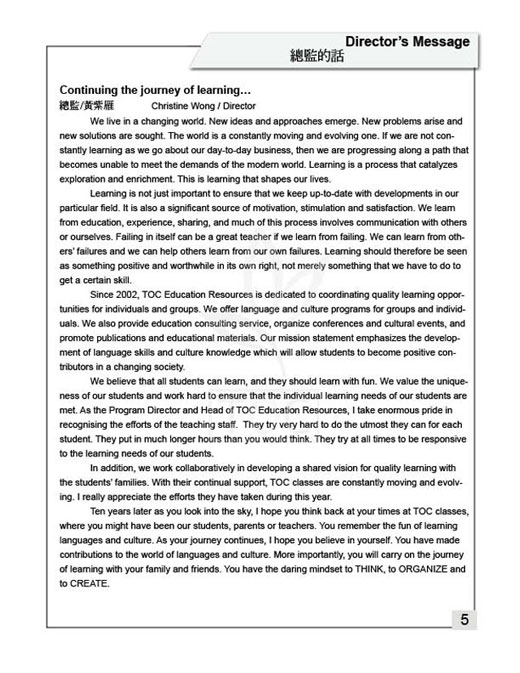 Director's Message
總監的話
Continuing the journey of learning…
總監/黃紫雁 Christine Wong / Director
We live in a changing world. New ideas and approaches emerge. New problems arise and
new solutions are sought. The world is a constantly moving and evolving one. If we are not con-
stantly learning as we go about our day-to-day business, then we are progressing along a path that
becomes unable to meet the demands of the modern world. Learning is a process that catalyzes
exploration and enrichment. This is learning that shapes our lives.
Learning is not just important to ensure that we keep up-to-date with developments in our
particular field. It is also a significant source of motivation, stimulation and satisfaction. We learn
from education, experience, sharing, and much of this process involves communication with others
or ourselves. Failing in itself can be a great teacher if we learn from failing. We can learn from oth-
ers' failures and we can help others learn from our own failures. Learning should therefore be seen
as something positive and worthwhile in its own right, not merely something that we have to do to
get a certain skill.
Since 2002, TOC Education Resources is dedicated to coordinating quality learning oppor-
tunities for individuals and groups. We offer language and culture programs for groups and individ-
uals. We also provide education consulting service, organize conferences and cultural events, and
promote publications and educational materials. Our mission statement emphasizes the develop-
ment of language skills and culture knowledge which will allow students to become positive con-
tributors in a changing society.
We believe that all students can learn, and they should learn with fun. We value the unique-
ness of our students and work hard to ensure that the individual learning needs of our students are
met. As the Program Director and Head of TOC Education Resources, I take enormous pride in
recognising the efforts of the teaching staff. They try very hard to do the utmost they can for each
student. They put in much longer hours than you would think. They try at all times to be responsive
to the learning needs of our students.
In addition, we work collaboratively in developing a shared vision for quality learning with
the students' families. With their continual support, TOC classes are constantly moving and evolv-
ing. I really appreciate the efforts they have taken during this year.
Ten years later as you look into the sky, I hope you think back at your times at TOC classes,
where you might have been our students, parents or teachers. You remember the fun of learning
languages and culture. As your journey continues, I hope you believe in yourself. You have made
contributions to the world of languages and culture. More importantly, you will carry on the journey
of learning with your family and friends. You have the daring mindset to THINK, to ORGANIZE and
to CREATE.
5